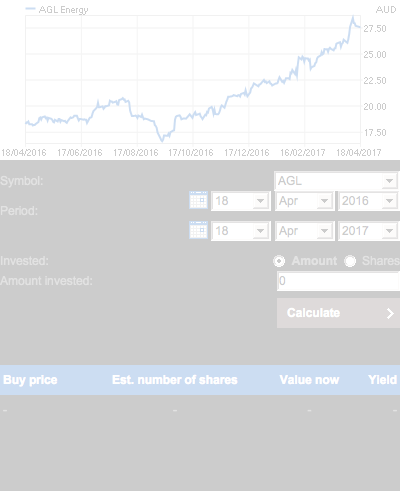 AGL Energy AUD
27.50
25.00
22.50
20.00
17.50
18/04/2016 17/06/2016 17/08/2016 17/10/2016 17/12/2016 16/02/2017 18/04/2017
Symbol: AGL
Period: 18 Apr 2016
18 Apr 2017
Invested: Amount Shares
Amount invested: 0
Calculate
Buy price Est. number of shares Value now Yield
- - - -